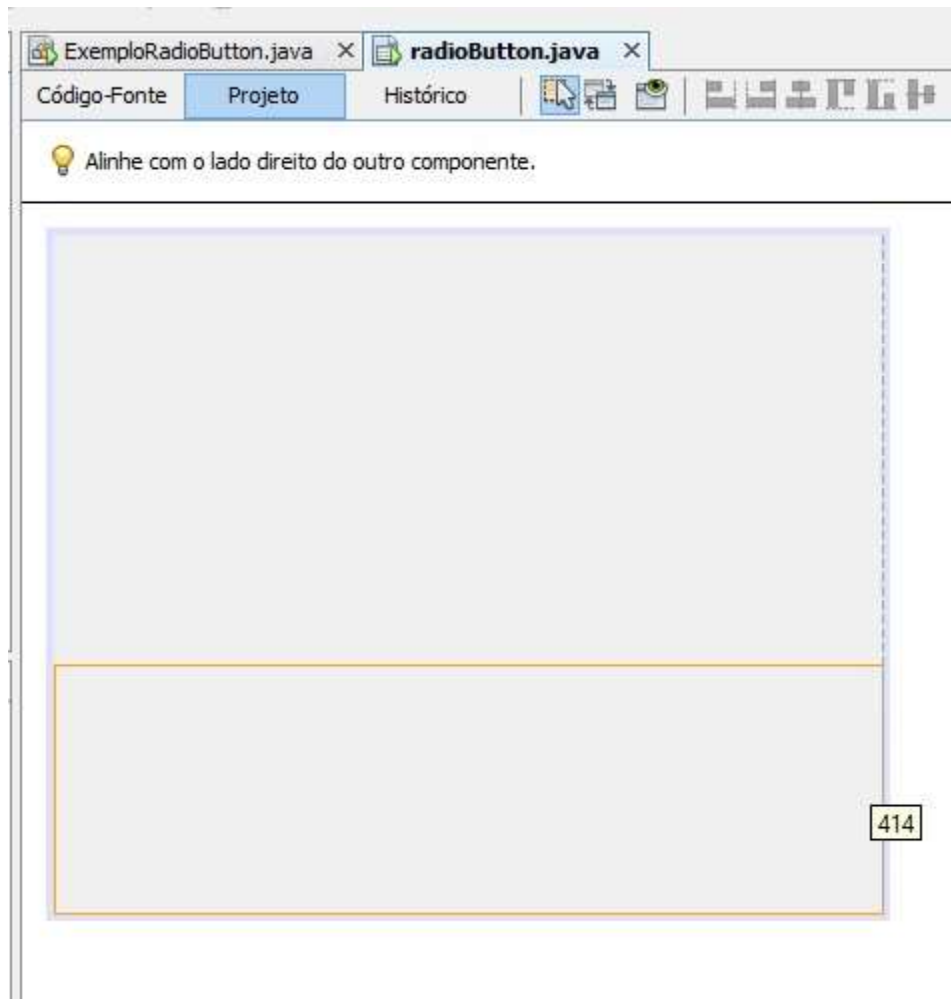 ExemploRadioButton.java radioButton.java
Código-Fonte Projeto Histórico
Alinhe com o lado direito do outro componente.
414